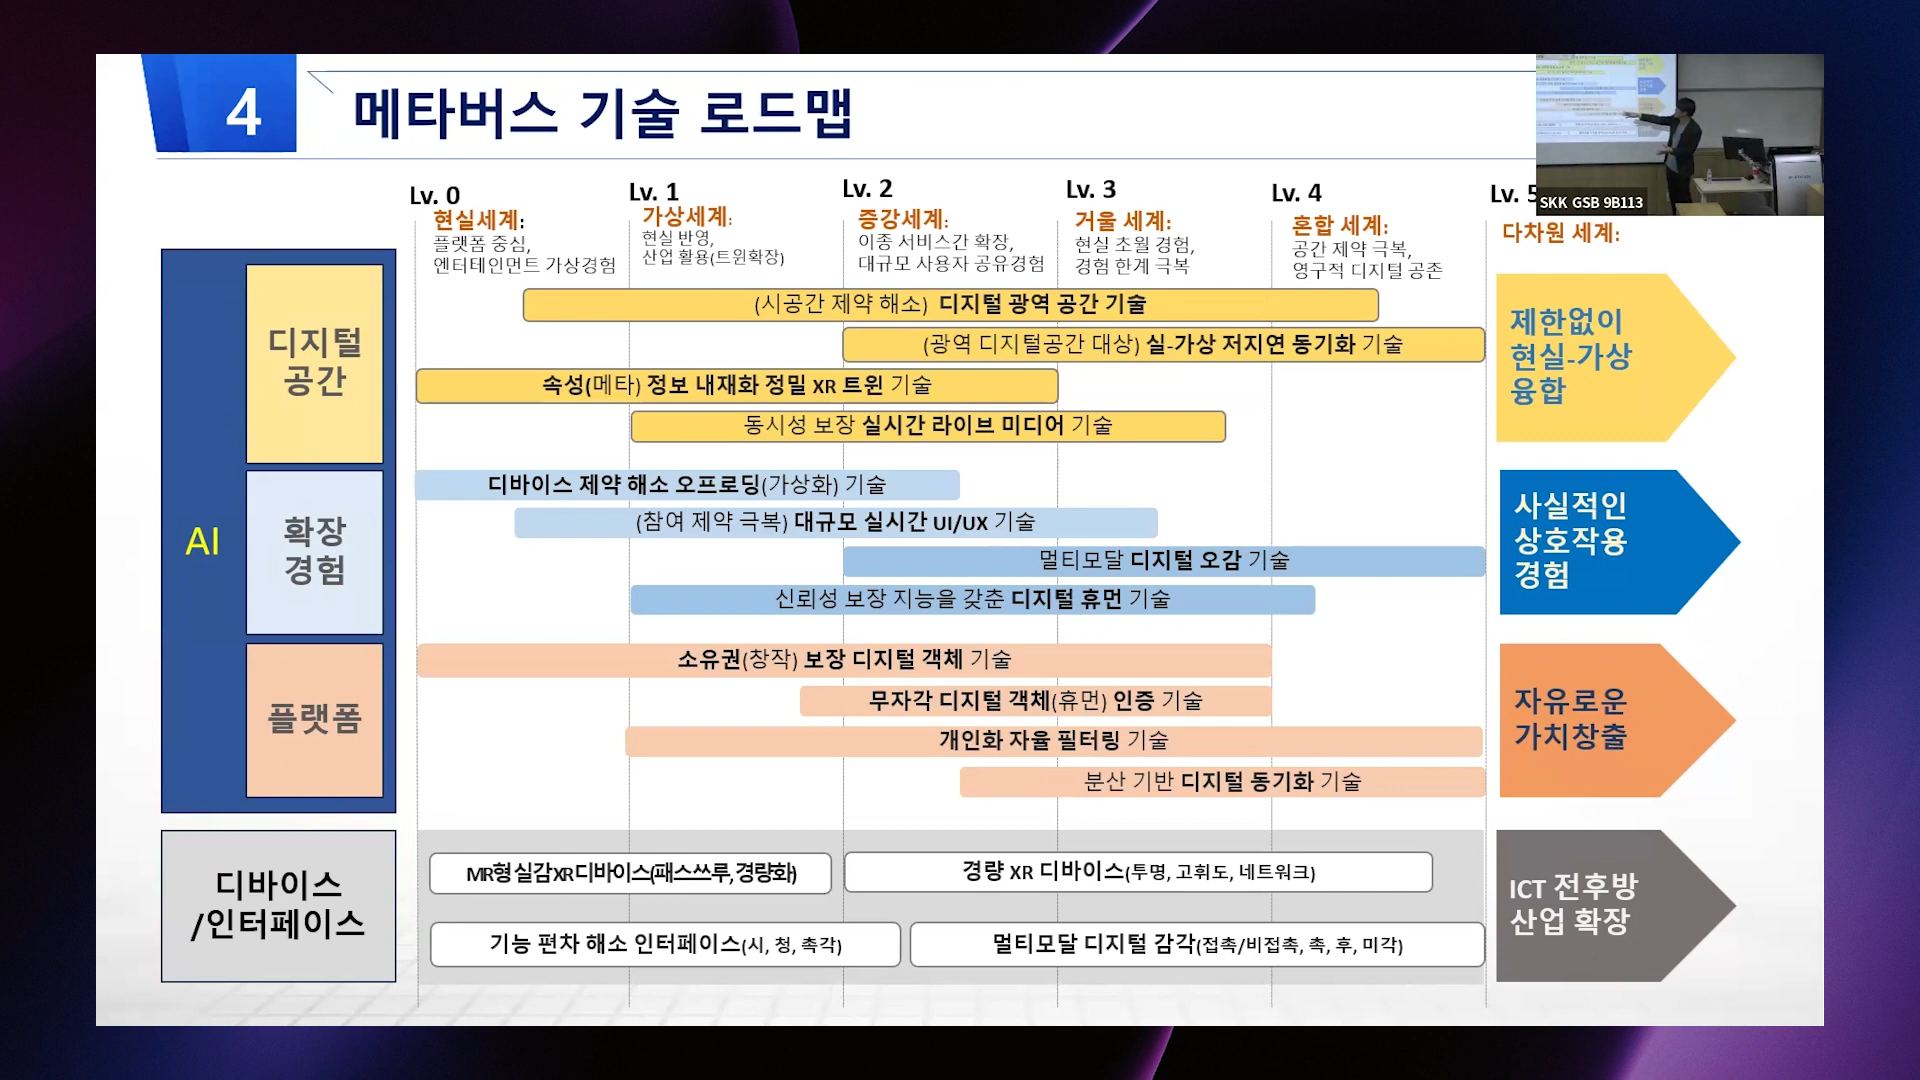 4
메타버스 기술 로드맵
SKK GSB 9B113
Lv. 0
현실세계:
플랫폼 중심,
엔터테인먼트 가상경험
Lv. 1
가상세계:
현실 반영,
산업 활용(트윈확장)
Lv. 2
증강세계:
이종 서비스간 확장,
대규모 사용자 공유경험
Lv. 3
거울 세계:
현실 초월 경험,
경험 한계 극복
Lv. 4
혼합 세계:
공간 제약 극복,
영구적 디지털 공존
Lv. 5
다차원 세계:
AI
디지털
공간
(시공간 제약 해소) 디지털 광역 공간 기술
(광역 디지털공간 대상) 실-가상 저지연 동기화 기술
속성(메타) 정보 내재화 정밀 XR 트윈 기술
동시성 보장 실시간 라이브 미디어 기술
제한없이
현실-가상
융합
확장
경험
디바이스 제약 해소 오프로딩(가상화) 기술
(참여 제약 극복) 대규모 실시간 UI/UX 기술
멀티모달 디지털 오감 기술
신뢰성 보장 지능을 갖춘 디지털 휴먼 기술
사실적인
상호작용
경험
플랫폼
소유권(창작) 보장 디지털 객체 기술
무자각 디지털 객체(휴먼) 인증 기술
개인화 자율 필터링 기술
분산 기반 디지털 동기화 기술
자유로운
가치창출
디바이스
/인터페이스
MR형 실감XR디바이스(패스쓰루, 경량화)
경량 XR 디바이스(투명, 고휘도, 네트워크)
기능 편차 해소 인터페이스(시, 청, 촉각)
멀티모달 디지털 감각(접촉/비접촉, 촉, 후, 미각)
ICT 전후방
산업 확장